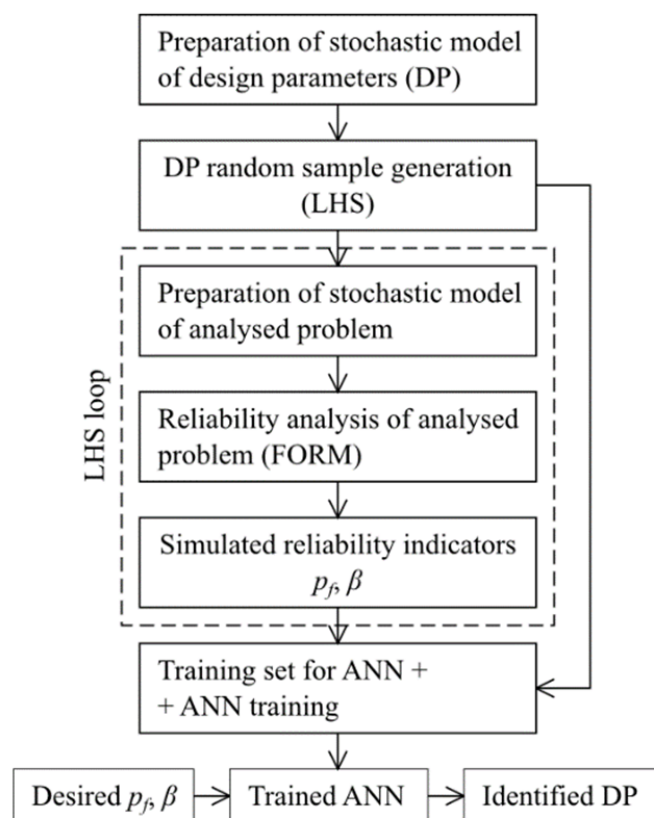 Preparation of stochastic model
of design parameters (DP)
DP random sample generation
(LHS)
LHS loop
Preparation of stochastic model
of analysed problem
Reliability analysis of analysed
problem (FORM)
Simulated reliability indicators
pf, β
Training set for ANN +
+ ANN training
Desired pf, β
Trained ANN
Identified DP